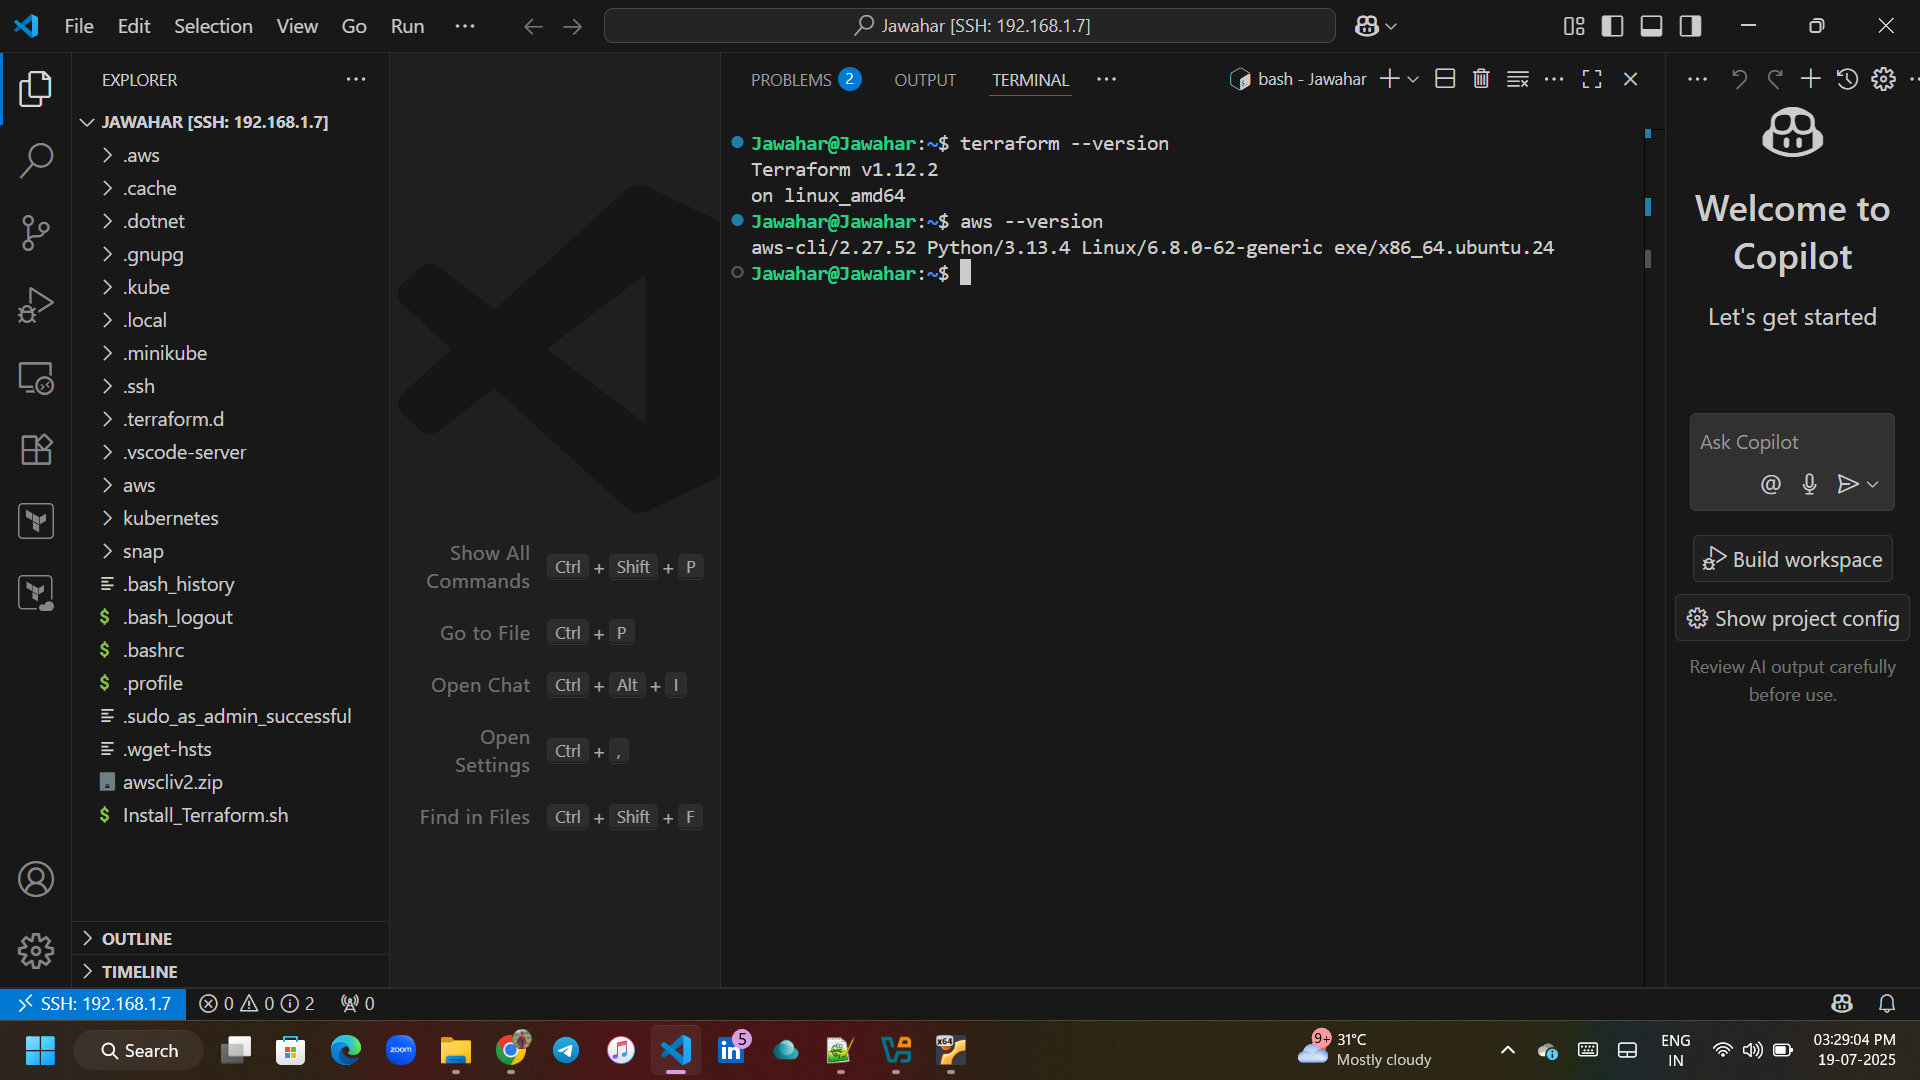 File Edit Selection View Go Run ···
Jawahar [SSH: 192.168.1.7]
EXPLORER
JAWAHAR [SSH: 192.168.1.7]
.aws
.cache
.dotnet
.gnupg
.kube
.local
.minikube
.ssh
.terraform.d
.vscode-server
aws
kubernetes
snap
.bash_history
.bash_logout
.bashrc
.profile
.sudo_as_admin_successful
.wget-hsts
awscliv2.zip
Install_Terraform.sh
OUTLINE
TIMELINE
Show All Commands Ctrl + Shift + P
Go to File Ctrl + P
Open Chat Ctrl + Alt + I
Open Settings Ctrl + ,
Find in Files Ctrl + Shift + F
PROBLEMS 2 OUTPUT TERMINAL ··· bash - Jawahar
Jawahar@Jawahar:~$ terraform --version
Terraform v1.12.2
on linux_amd64
Jawahar@Jawahar:~$ aws --version
aws-cli/2.27.52 Python/3.13.4 Linux/6.8.0-62-generic exe/x86_64.ubuntu.24
Jawahar@Jawahar:~$
Welcome to
Copilot
Let's get started
Ask Copilot
@
Build workspace
Show project config
Review AI output carefully
before use.
SSH: 192.168.1.7 0 0 2 0
Search
zoom
5
x64
9+
31°C
Mostly cloudy
ENG
IN
03:29:04 PM
19-07-2025